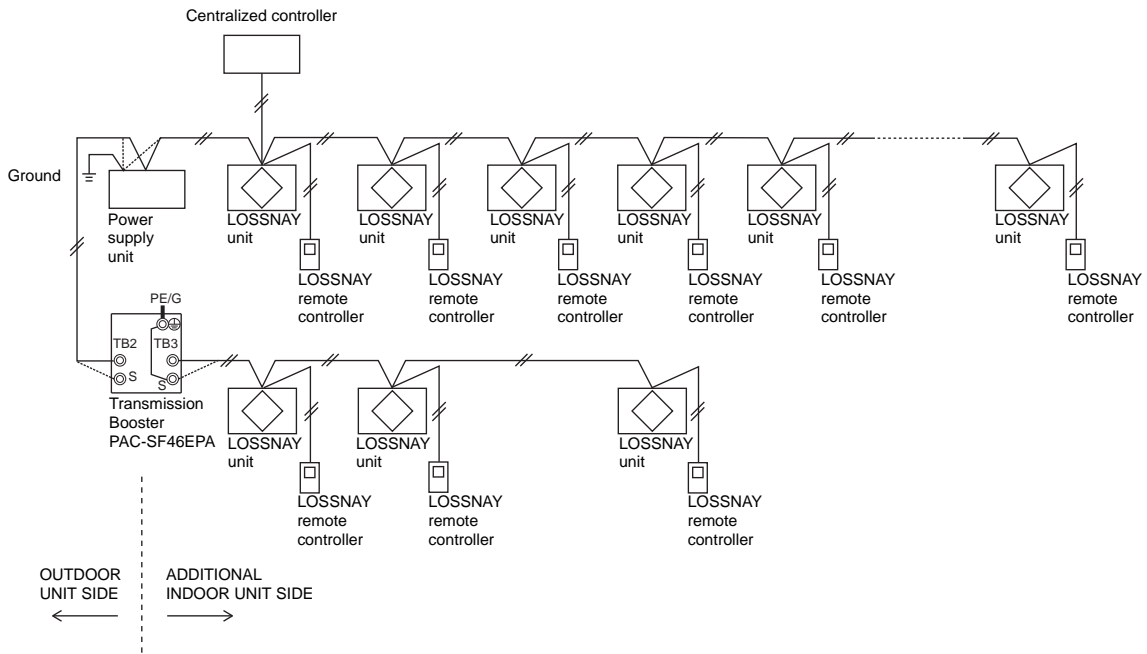 Centralized controller
Ground
Power
supply
unit
LOSSNAY
unit
LOSSNAY
unit
LOSSNAY
unit
LOSSNAY
unit
LOSSNAY
unit
LOSSNAY
unit
LOSSNAY
remote
controller
LOSSNAY
remote
controller
LOSSNAY
remote
controller
LOSSNAY
remote
controller
LOSSNAY
remote
controller
LOSSNAY
remote
controller
PE/G
TB2
TB3
S
S
Transmission
Booster
PAC-SF46EPA
LOSSNAY
unit
LOSSNAY
unit
LOSSNAY
unit
LOSSNAY
remote
controller
LOSSNAY
remote
controller
LOSSNAY
remote
controller
OUTDOOR
UNIT SIDE
ADDITIONAL
INDOOR UNIT SIDE